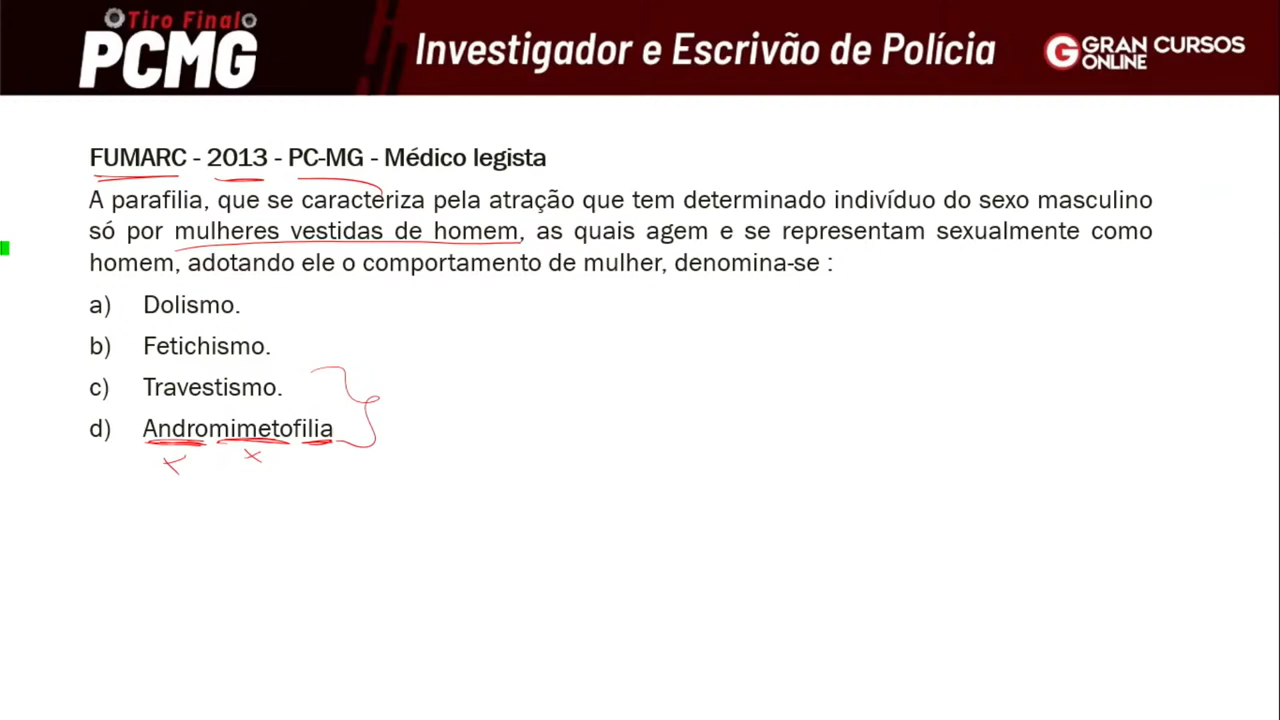 Tiro Final
PCMG
Investigador e Escrivão de Polícia
GRAN CURSOS
ONLINE
FUMARC - 2013 - PC-MG - Médico legista
A parafilia, que se caracteriza pela atração que tem determinado indivíduo do sexo masculino
só por mulheres vestidas de homem, as quais agem e se representam sexualmente como
homem, adotando ele o comportamento de mulher, denomina-se :
a) Dolismo.
b) Fetichismo.
c) Travestismo.
d) Andromimetofilia